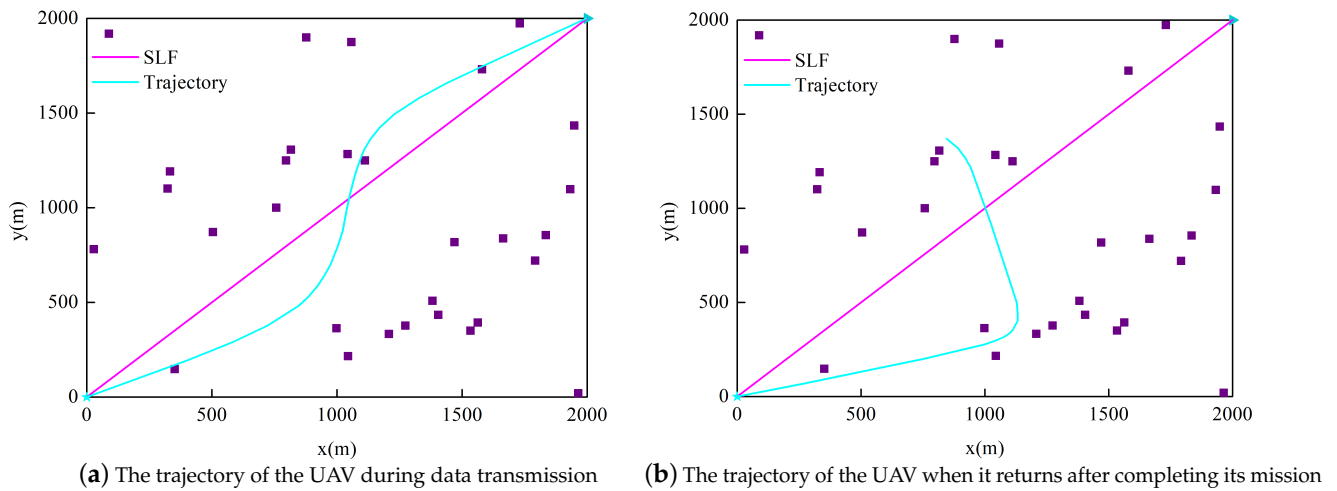 2000
1500
1000
500
0
y(m)
SLF
Trajectory
0
500
1000
1500
2000
x(m)
(a) The trajectory of the UAV during data transmission
2000
1500
1000
500
0
y(m)
SLF
Trajectory
0
500
1000
1500
2000
x(m)
(b) The trajectory of the UAV when it returns after completing its mission